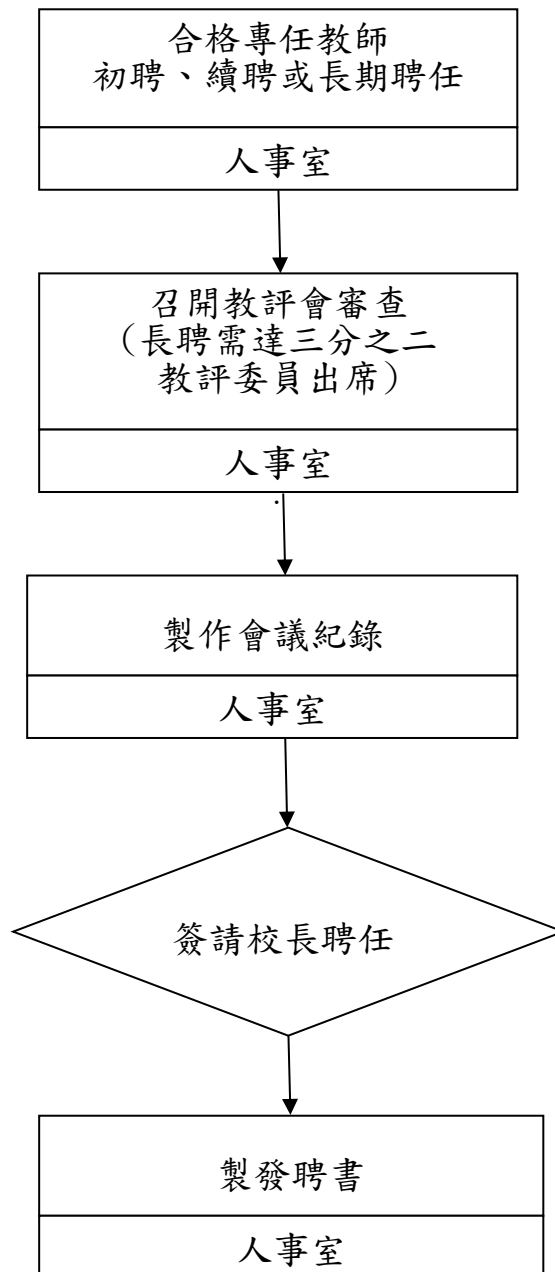 合格專任教師
初聘、續聘或長期聘任
人事室
召開教評會審查
（長聘需達三分之二
教評委員出席）
人事室
.
製作會議紀錄
人事室
簽請校長聘任
製發聘書
人事室